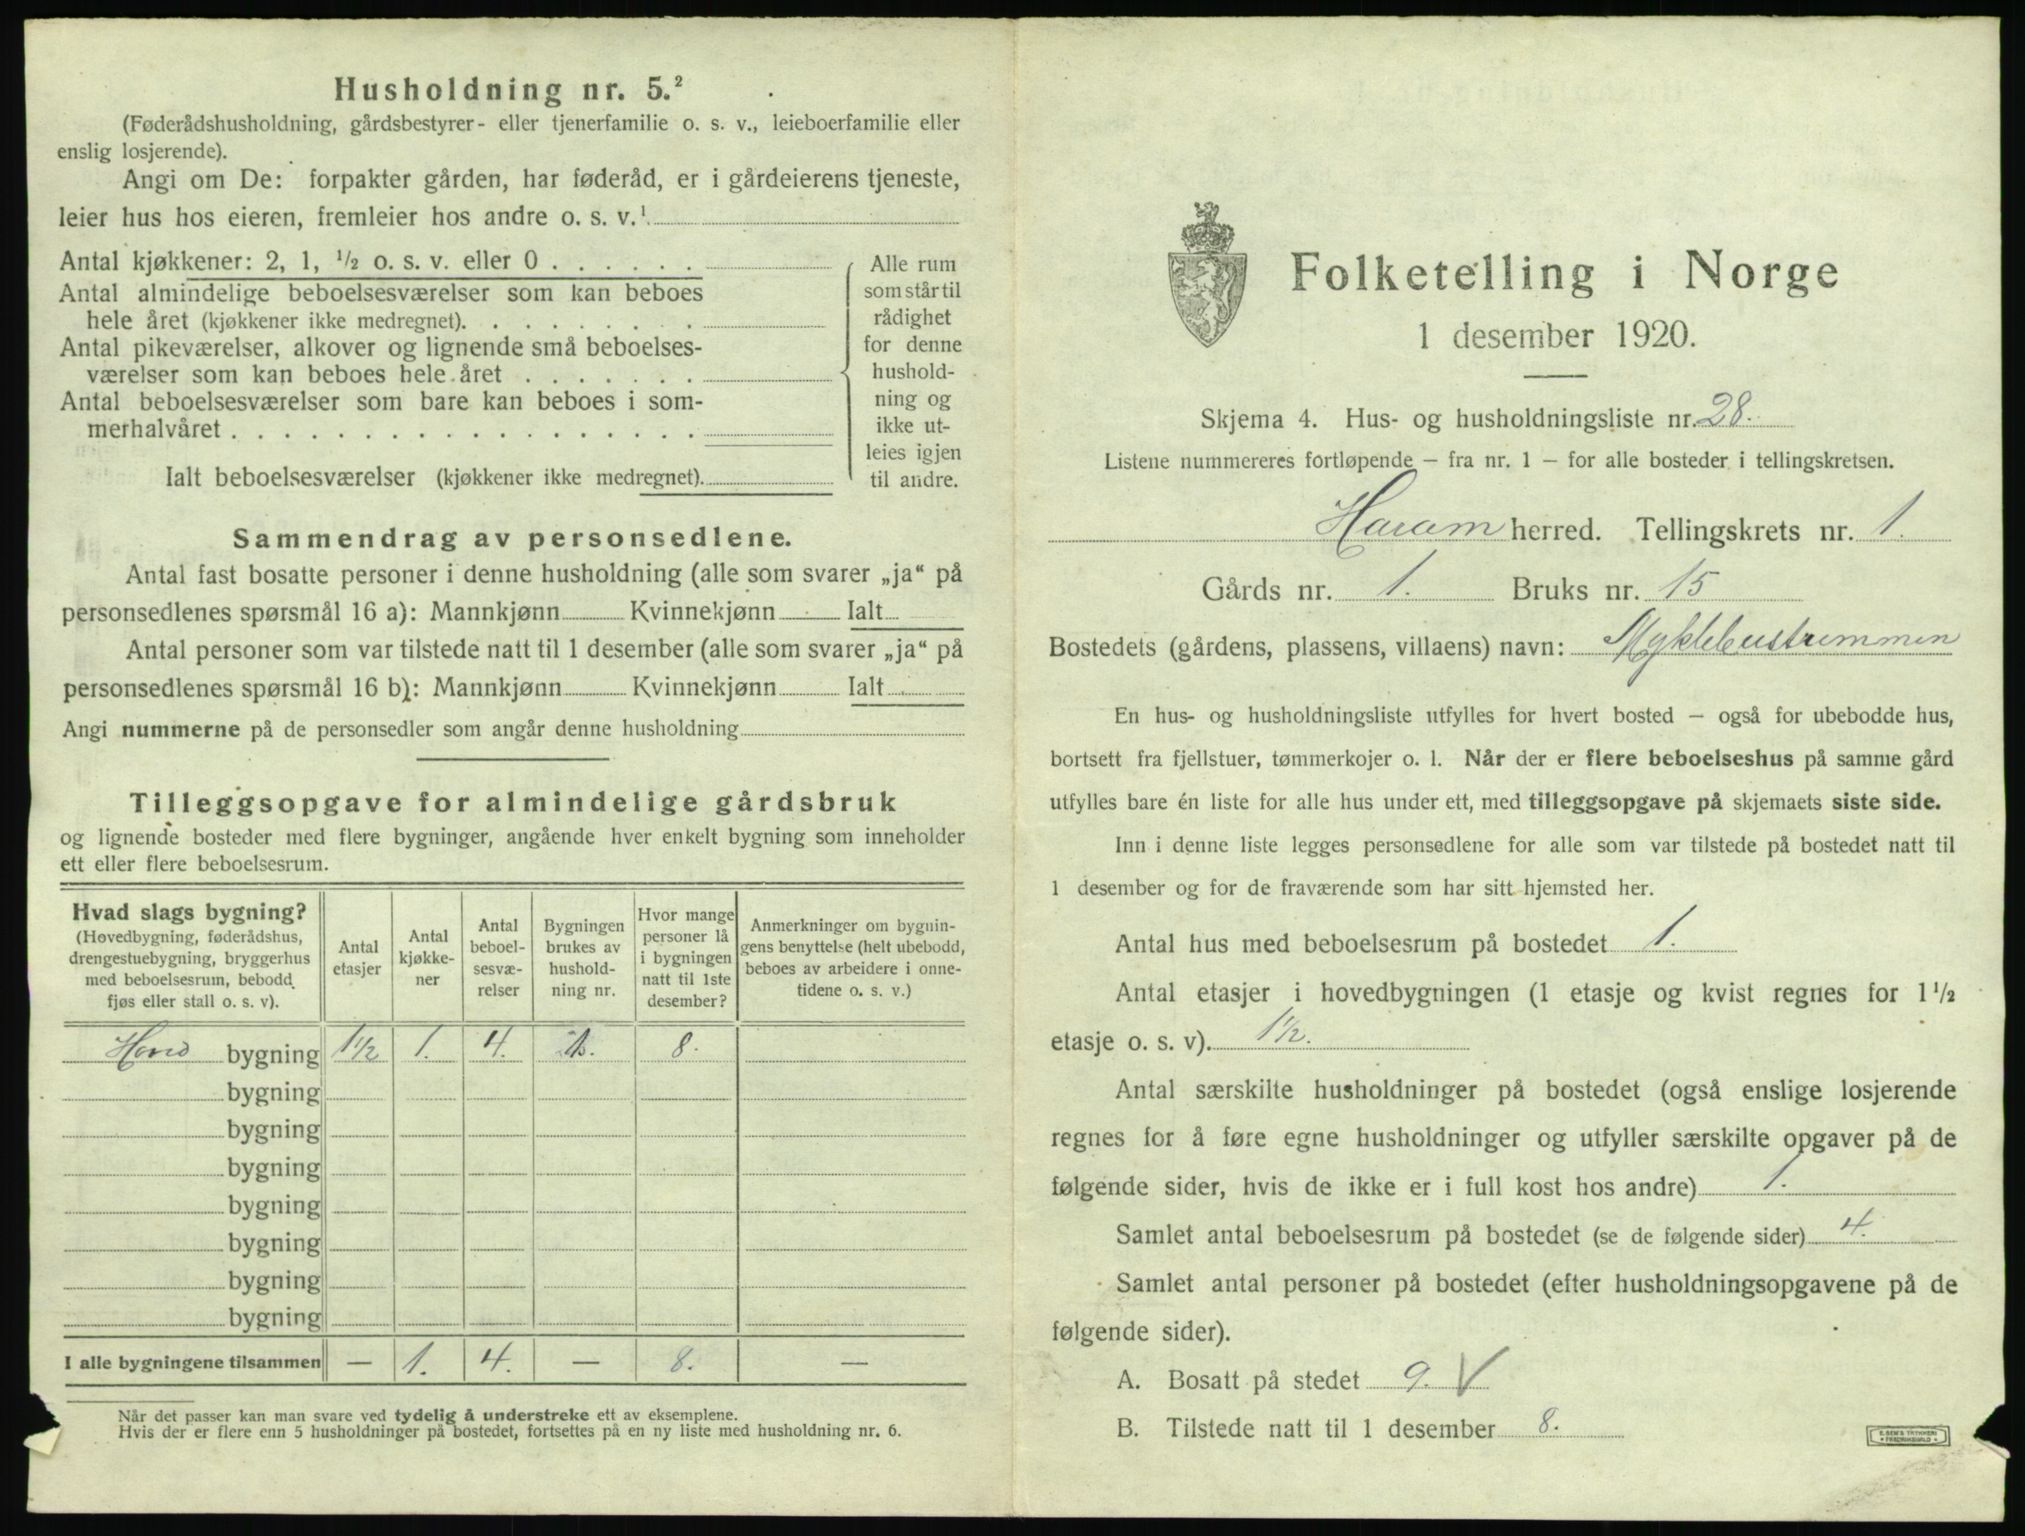 Husholdning nr. 5.²
(Føderådshusholdning, gårdsbestyrer- eller tjenerfamilie o. s. v., leieboerfamilie eller
enslig losjerende).
Angi om De: forpakter gården, har føderåd, er i gårdeierens tjeneste,
leier hus hos eieren, fremleier hos andre o. s. v.¹
Antal kjøkkener: 2, 1, ½ o. s. v. eller 0 . . . . . .
Antal almindelige beboelsesværelser som kan beboes
hele året (kjøkkener ikke medregnet). . . . . . . . .
Antal pikeværelser, alkover og lignende små beboelses-
værelser som kan beboes hele året . . . . . . .
Antal beboelsesværelser som bare kan beboes i som-
merhalvåret . . . . . . . . . . . . . . . . . .
Ialt beboelsesværelser (kjøkkener ikke medregnet).
Alle rum
som står til
rådighet
for denne
hushold-
ning og
ikke ut-
leies igjen
til andre.
Sammendrag av personsedlene.
Antal fast bosatte personer i denne husholdning (alle som svarer „ja“ på
personsedlenes spørsmål 16 a): Mannkjønn Kvinnekjønn Ialt
Antal personer som var tilstede natt til 1 desember (alle som svarer „ja“ på
personsedlenes spørsmål 16 b): Mannkjønn Kvinnekjønn Ialt
Angi nummerne på de personsedler som angår denne husholdning
Tilleggsopgave for almindelige gårdsbruk
og lignende bosteder med flere bygninger, angående hver enkelt bygning som inneholder
ett eller flere beboelsesrum.
Hvad slags bygning?
(Hovedbygning, føderådshus,
drengestuebygning, bryggerhus
med beboelsesrum, bebodd
fjøs eller stall o. s. v).
Antal
etasjer
Antal
kjøkke-
ner
Antal
beboel-
sesvæ-
relser
Bygningen
brukes av
hushold-
ning nr.
Hvor mange
personer lå
i bygningen
natt til 1ste
desember?
Anmerkninger om bygnin-
gens benyttelse (helt ubebodd,
beboes av arbeidere i onne-
tidene o. s. v.)
Hoved bygning 1½ 1. 4. 1. 8.
bygning
bygning
bygning
bygning
bygning
bygning
bygning
I alle bygningene tilsammen — 1. 4. — 8. —
Når det passer kan man svare ved tydelig å understreke ett av eksemplene.
Hvis der er flere enn 5 husholdninger på bostedet, fortsettes på en ny liste med husholdning nr. 6.
Folketelling i Norge
1 desember 1920.
Skjema 4. Hus- og husholdningsliste nr. 28.
Listene nummereres fortløpende – fra nr. 1 – for alle bosteder i tellingskretsen.
Haram herred. Tellingskrets nr. 1.
Gårds nr. 1. Bruks nr. 15
Bostedets (gårdens, plassens, villaens) navn: Myklebustremmen
En hus- og husholdningsliste utfylles for hvert bosted – også for ubebodde hus,
bortsett fra fjellstuer, tømmerkojer o. l. Når der er flere beboelseshus på samme gård
utfylles bare én liste for alle hus under ett, med tilleggsopgave på skjemaets siste side.
Inn i denne liste legges personsedlene for alle som var tilstede på bostedet natt til
1 desember og for de fraværende som har sitt hjemsted her.
Antal hus med beboelsesrum på bostedet 1.
Antal etasjer i hovedbygningen (1 etasje og kvist regnes for 1½
etasje o. s. v). 1½.
Antal særskilte husholdninger på bostedet (også enslige losjerende
regnes for å føre egne husholdninger og utfyller særskilte opgaver på de
følgende sider, hvis de ikke er i full kost hos andre) 1.
Samlet antal beboelsesrum på bostedet (se de følgende sider) 4.
Samlet antal personer på bostedet (efter husholdningsopgavene på de
følgende sider).
A. Bosatt på stedet 9. V
B. Tilstede natt til 1 desember 8.